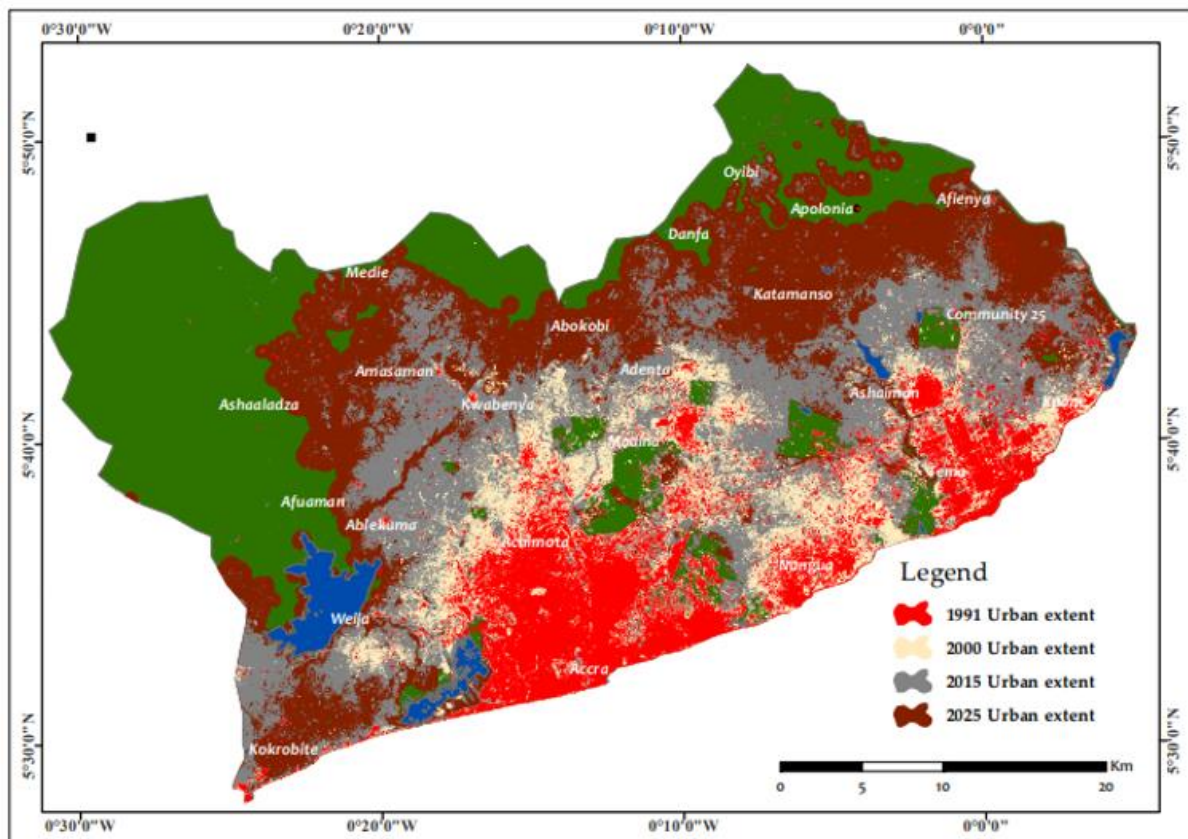 0°30'0"W 0°20'0"W 0°10'0"W 0°0'0"
5°50'0"N 5°50'0"N
Oyibi
Apolonia
Afienya
Danfa
Medie
Katamanso
Community 25
Abokobi
Amasaman
Adenta
Ashaiman
Kwabenya
Ashaaladza
Madina
5°40'0"N 5°40'0"N
Afuaman
Ablekuma
Achimota
Nungua
Legend
1991 Urban extent
Weija
2000 Urban extent
Accra
2015 Urban extent
2025 Urban extent
Kokrobite
5°30'0"N 5°30'0"N
Km
0 5 10 20
0°30'0"W 0°20'0"W 0°10'0"W 0°0'0"